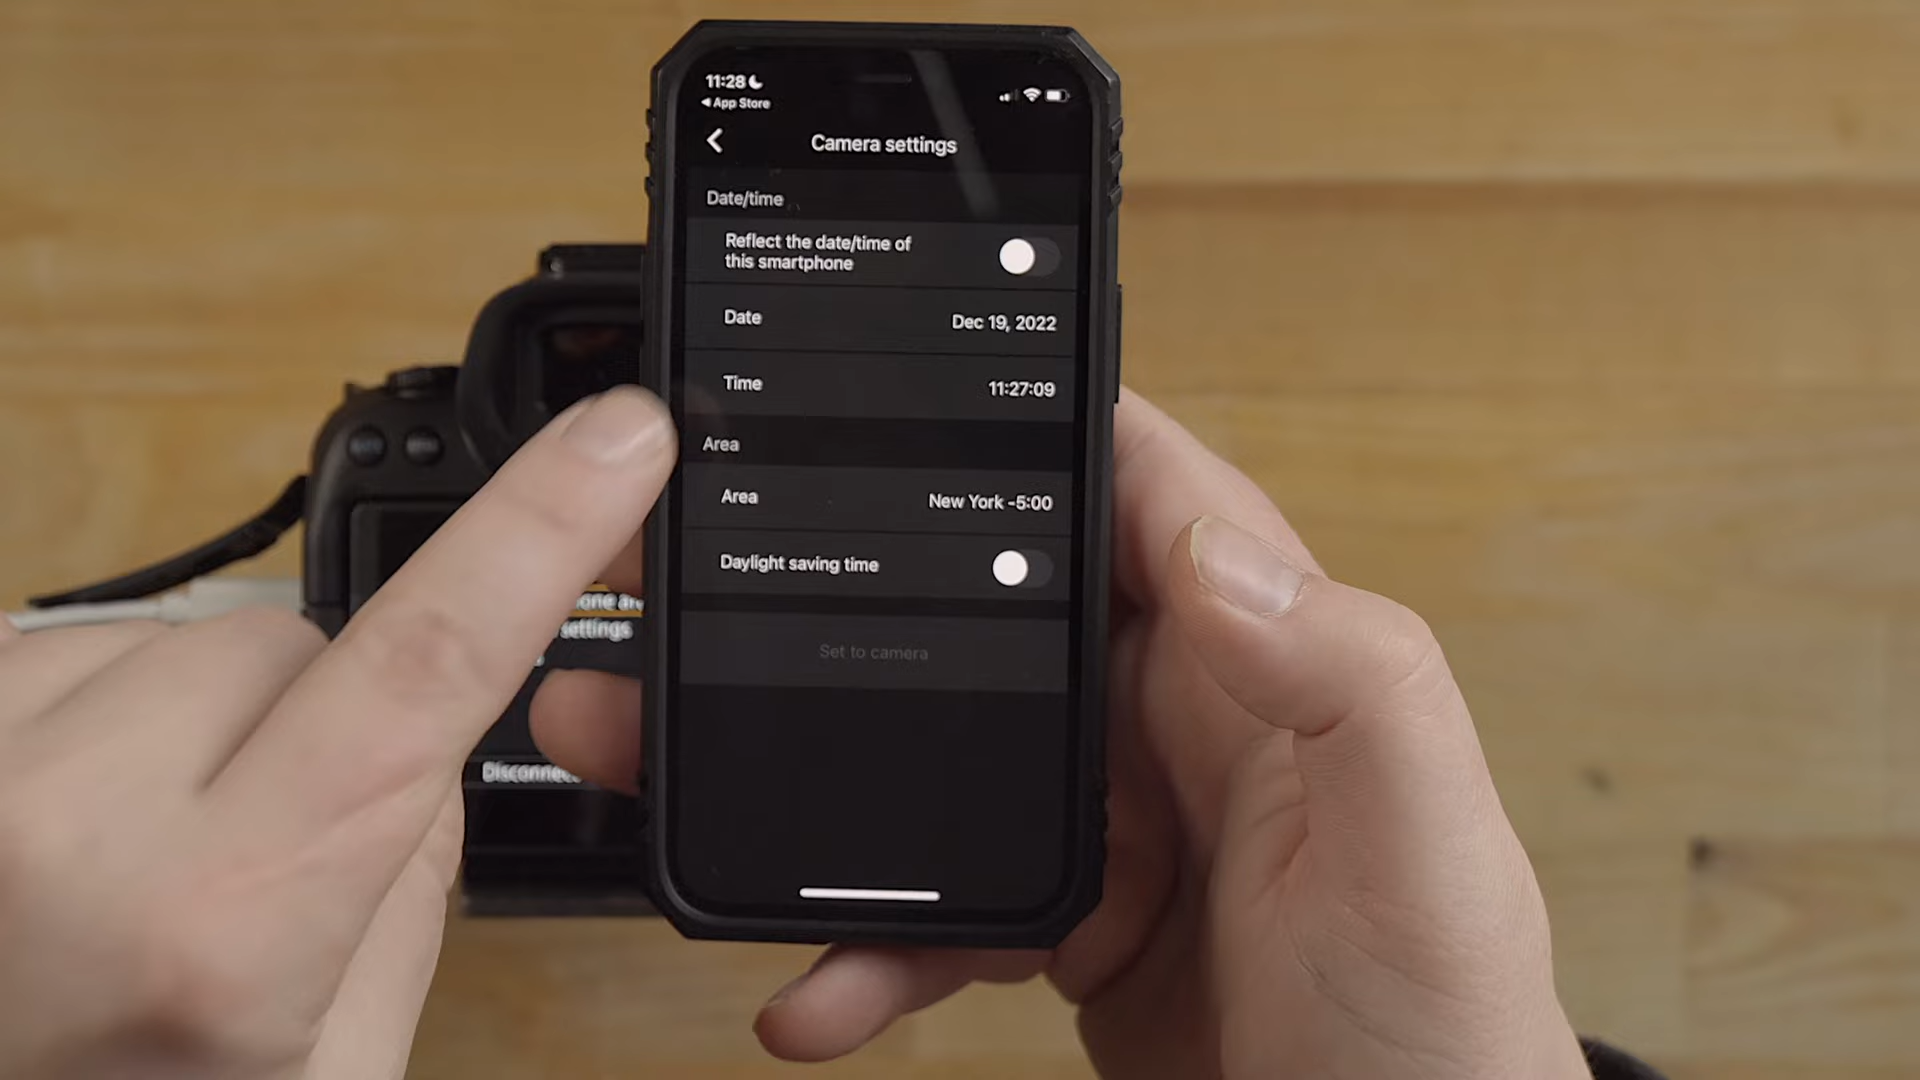 11:28
App Store
Camera settings
Date/time
Reflect the date/time of
this smartphone
Date Dec 19, 2022
Time 11:27:09
Area
Area New York -5:00
Daylight saving time
Set to camera
settings